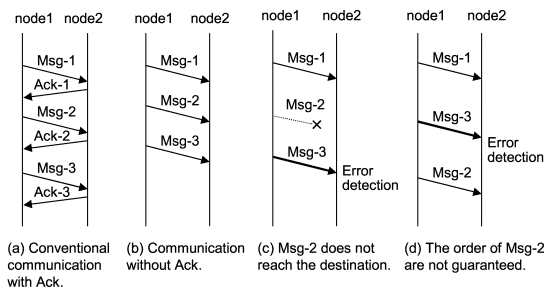 node1 node2
Msg-1
Ack-1
Msg-2
Ack-2
Msg-3
Ack-3
(a) Conventional
communication
with Ack.
node1 node2
Msg-1
Msg-2
Msg-3
(b) Communication
without Ack.
node1 node2
Msg-1
Msg-2
Msg-3
Error
detection
(c) Msg-2 does not
reach the destination.
node1 node2
Msg-1
Msg-3
Error
detection
Msg-2
(d) The order of Msg-2
are not guaranteed.